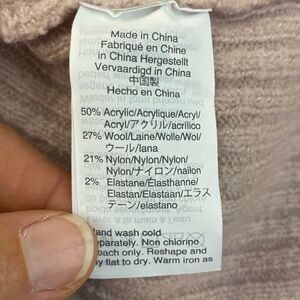 Made in China
Fabriqué en Chine
in China Hergestellt
Vervaardigd in China
中国製
Hecho en China
50% Acrylic/Acrylique/Acryl/
Acryl/アクリル/acrílico
27% Wool/Laine/Wolle/Wol/
ウール/lana
21% Nylon/Nylon/Nylon/
Nylon/ナイロン/nailon
2% Elastane/Élasthanne/
Elastan/Elastaan/エラス
テーン/elastano
and wash cold
eparately. Non chlorine
each only. Reshape and
y flat to dry. Warm iron as